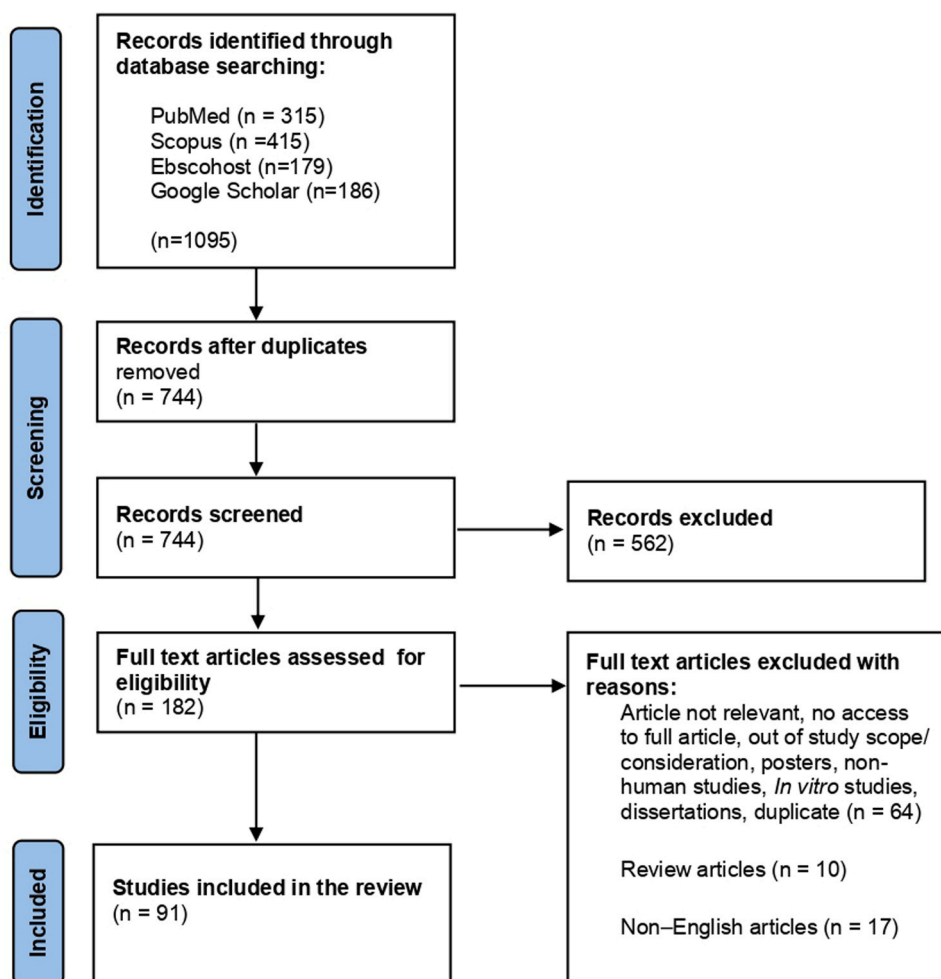 Identification
Records identified through
database searching:
PubMed (n = 315)
Scopus (n =415)
Ebscohost (n=179)
Google Scholar (n=186)
(n=1095)
Screening
Records after duplicates
removed
(n = 744)
Records screened
(n = 744)
Records excluded
(n = 562)
Eligibility
Full text articles assessed for
eligibility
(n = 182)
Full text articles excluded with
reasons:
Article not relevant, no access
to full article, out of study scope/
consideration, posters, non-
human studies, In vitro studies,
dissertations, duplicate (n = 64)
Review articles (n = 10)
Non–English articles (n = 17)
Included
Studies included in the review
(n = 91)